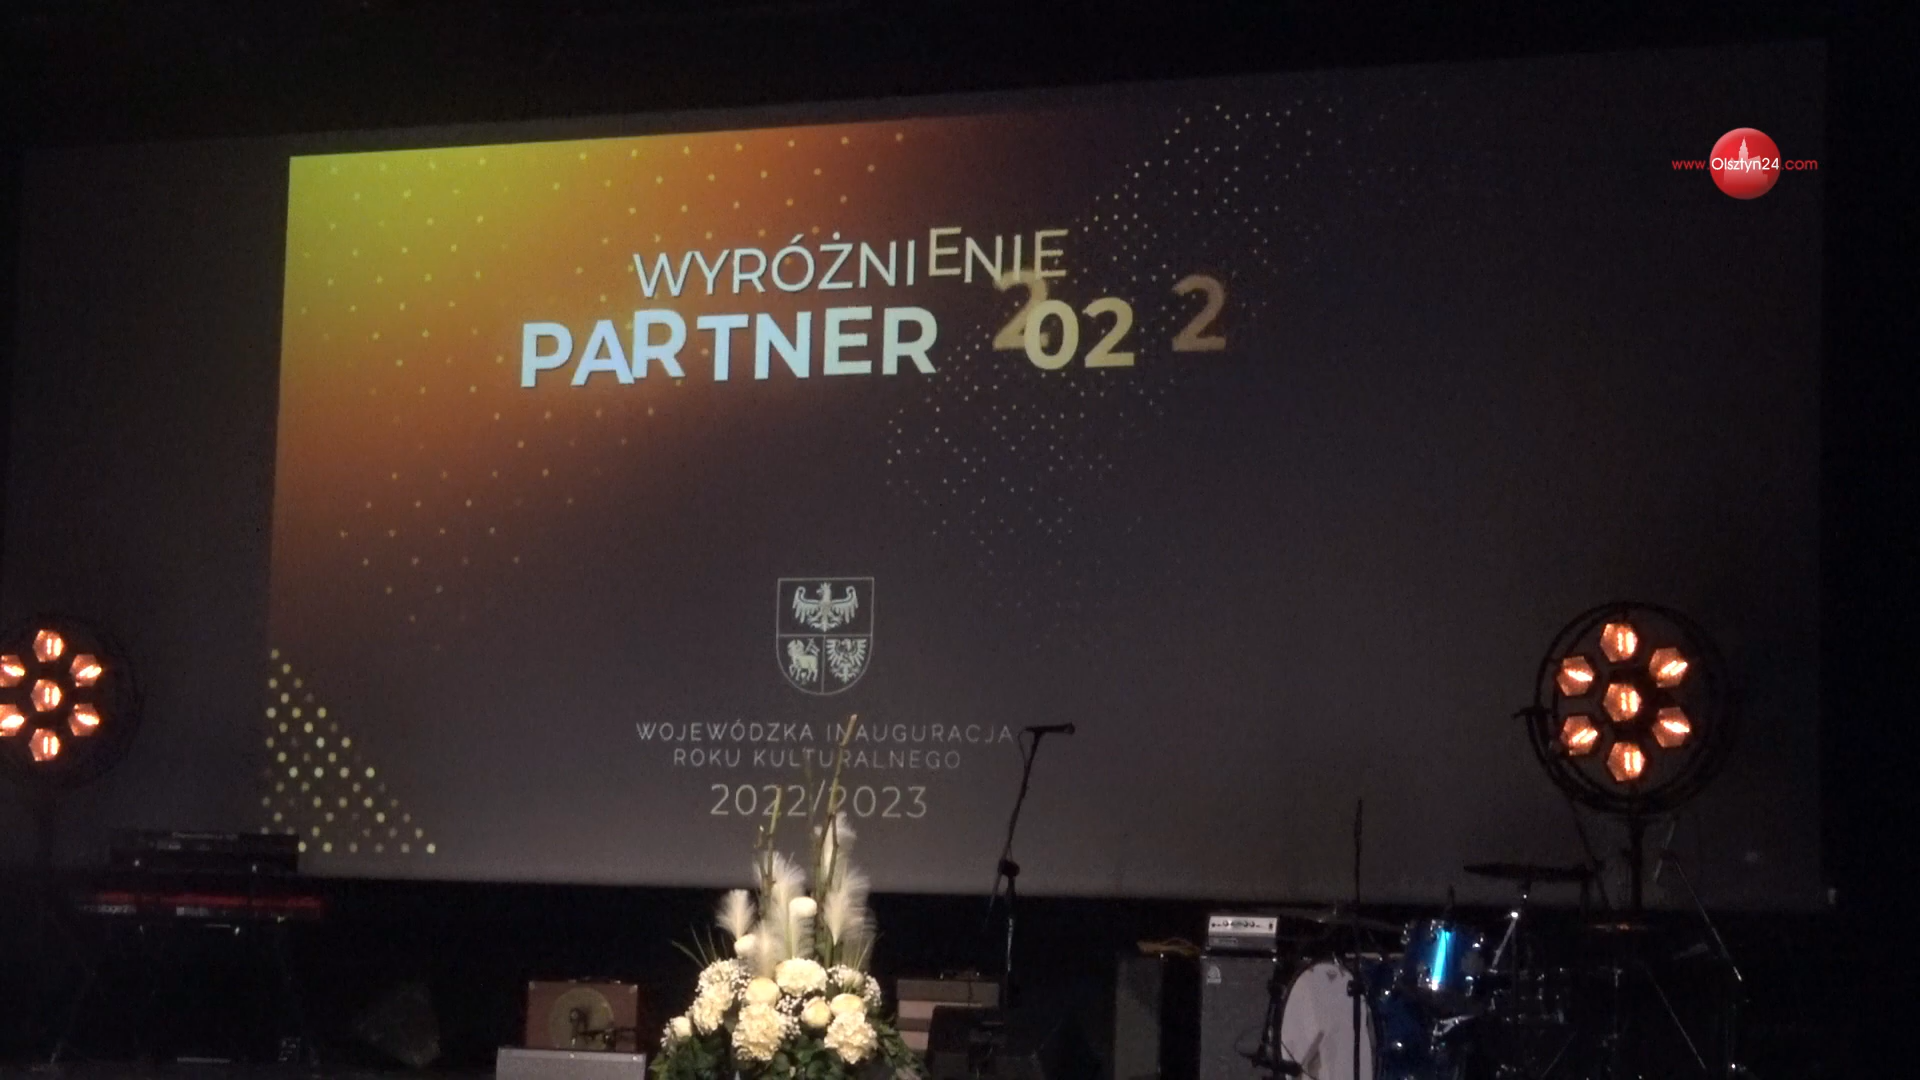 www.Olsztyn24.com
WYRÓŻNIENIE
PARTNER 2022
WOJEWÓDZKA INAUGURACJA
ROKU KULTURALNEGO
2022/2023